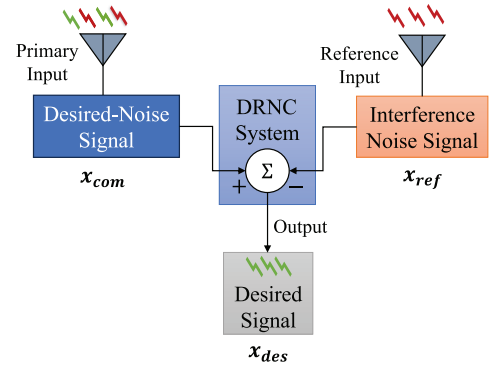 Primary
Input
Reference
Input
Desired-Noise
Signal
x_com
DRNC
System
Σ
+ −
Interference
Noise Signal
x_ref
Output
Desired
Signal
x_des